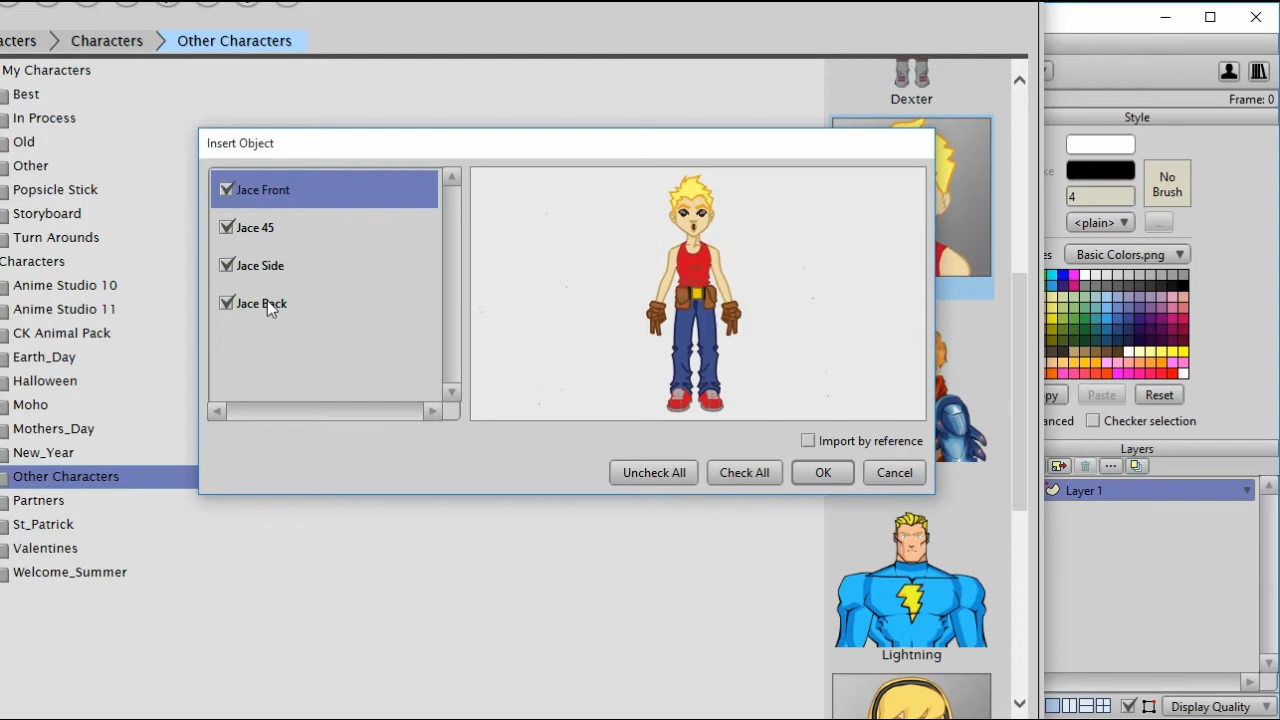 acters
Characters
Other Characters
My Characters
Best
In Process
Old
Other
Popsicle Stick
Storyboard
Turn Arounds
Characters
Anime Studio 10
Anime Studio 11
CK Animal Pack
Earth_Day
Halloween
Moho
Mothers_Day
New_Year
Other Characters
Partners
St_Patrick
Valentines
Welcome_Summer
Insert Object
Jace Front
Jace 45
Jace Side
Jace Back
Import by reference
Uncheck All
Check All
OK
Cancel
Dexter
Lightning
Frame: 0
Style
ke
No
Brush
4
<plain>
...
es
Basic Colors.png
py
Paste
Reset
anced
Checker selection
Layers
Layer 1
Display Quality